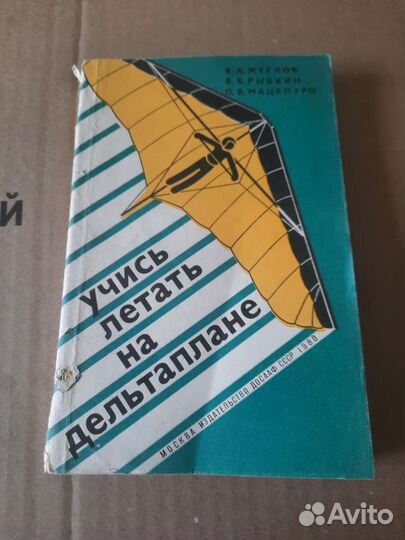 В. А. ЖЕГЛОВ
Б. Б. РЫБКИН
О. В. МАЦЕПУРО
УЧИСЬ
ЛЕТАТЬ
НА
ДЕЛЬТАПЛАНЕ
МОСКВА ИЗДАТЕЛЬСТВО ДОСААФ СССР 1980
Й
Avito